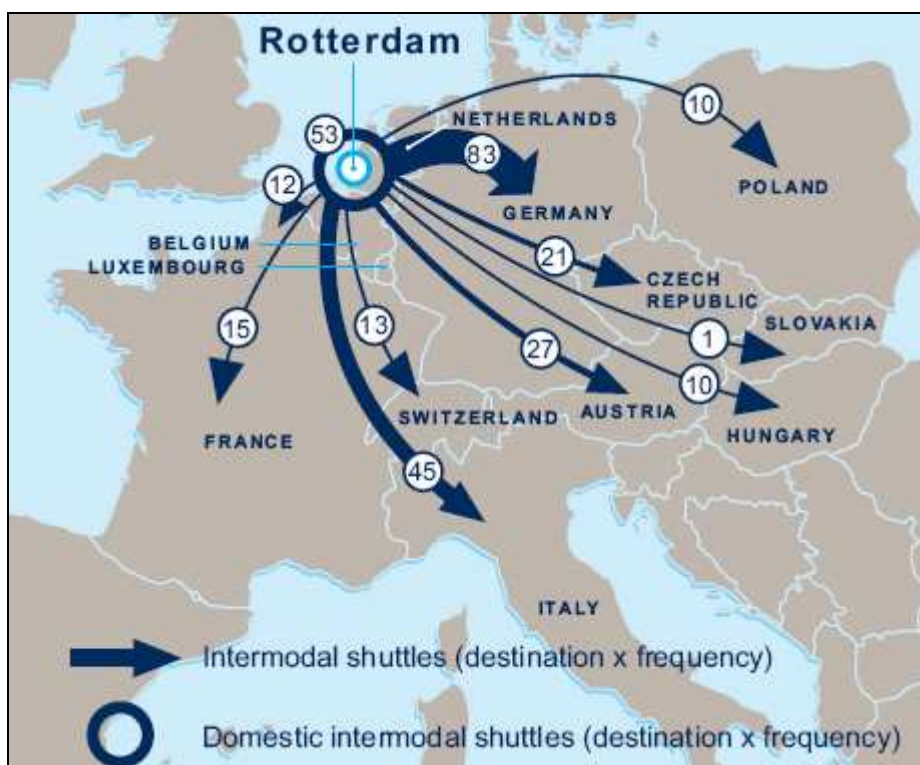 Rotterdam
10
53
NETHERLANDS
83
12
POLAND
GERMANY
BELGIUM
LUXEMBOURG
21
CZECH
REPUBLIC
15
13
1
SLOVAKIA
27
10
SWITZERLAND
AUSTRIA
HUNGARY
FRANCE
45
ITALY
Intermodal shuttles (destination x frequency)
Domestic intermodal shuttles (destination x frequency)